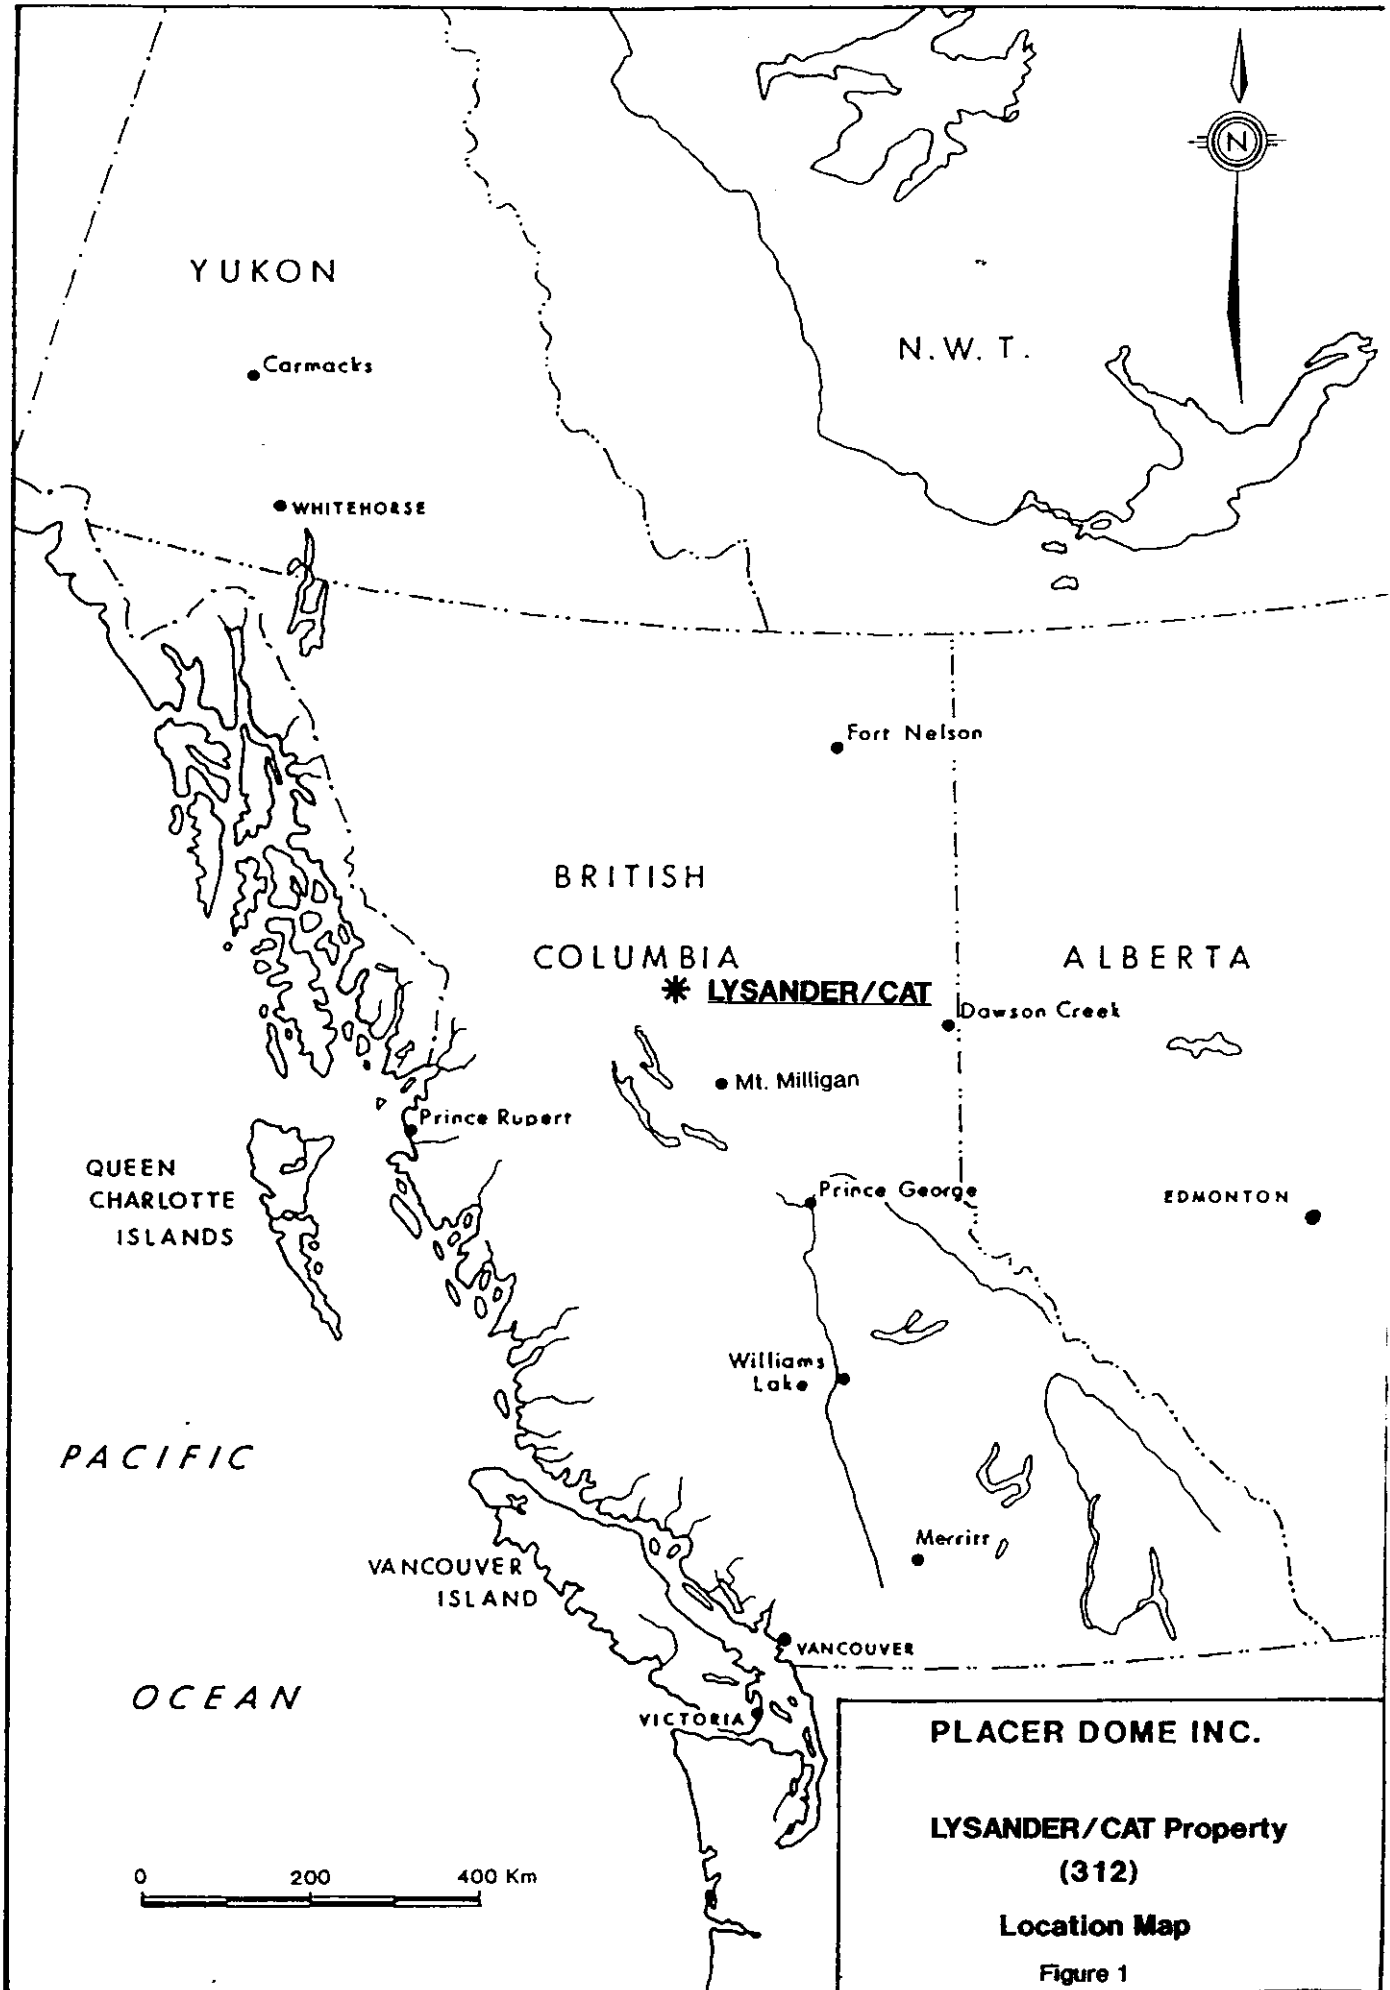 N
YUKON
N.W.T.
Carmacks
WHITEHORSE
Fort Nelson
BRITISH
COLUMBIA
ALBERTA
LYSANDER/CAT
Dawson Creek
Mt. Milligan
Prince Rupert
QUEEN
CHARLOTTE
ISLANDS
Prince George
EDMONTON
Williams
Lake
PACIFIC
Merritt
VANCOUVER
ISLAND
VANCOUVER
OCEAN
VICTORIA
PLACER DOME INC.
LYSANDER/CAT Property
(312)
0 200 400 Km
Location Map
Figure 1